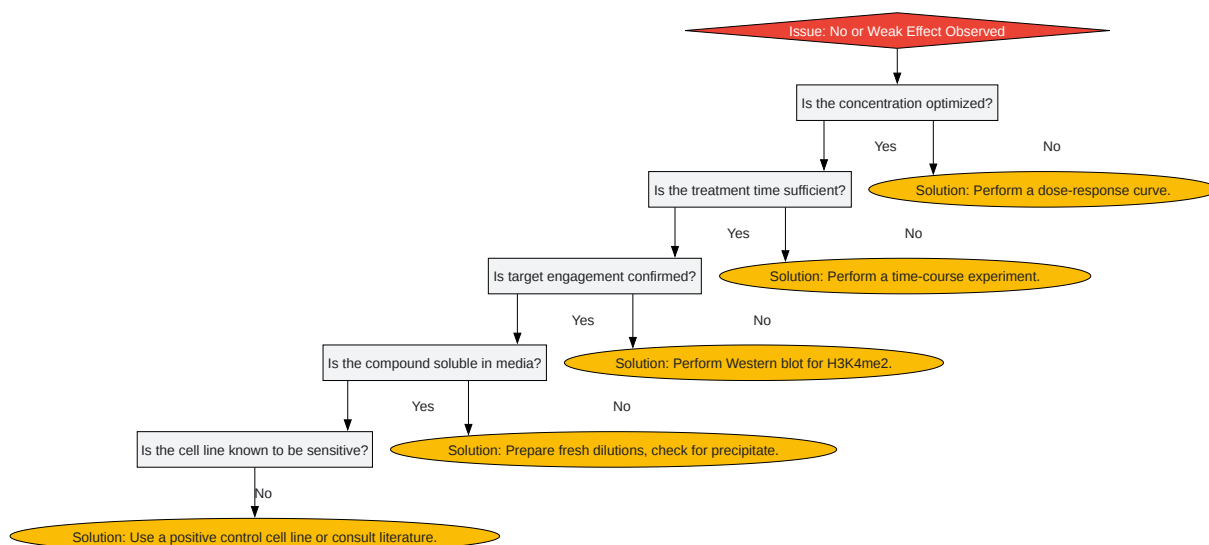 Issue: No or Weak Effect Observed
Is the concentration optimized?
Yes
No
Is the treatment time sufficient?
Solution: Perform a dose-response curve.
Yes
No
Is target engagement confirmed?
Solution: Perform a time-course experiment.
Yes
No
Is the compound soluble in media?
Solution: Perform Western blot for H3K4me2.
Yes
No
Is the cell line known to be sensitive?
Solution: Prepare fresh dilutions, check for precipitate.
No
Solution: Use a positive control cell line or consult literature.